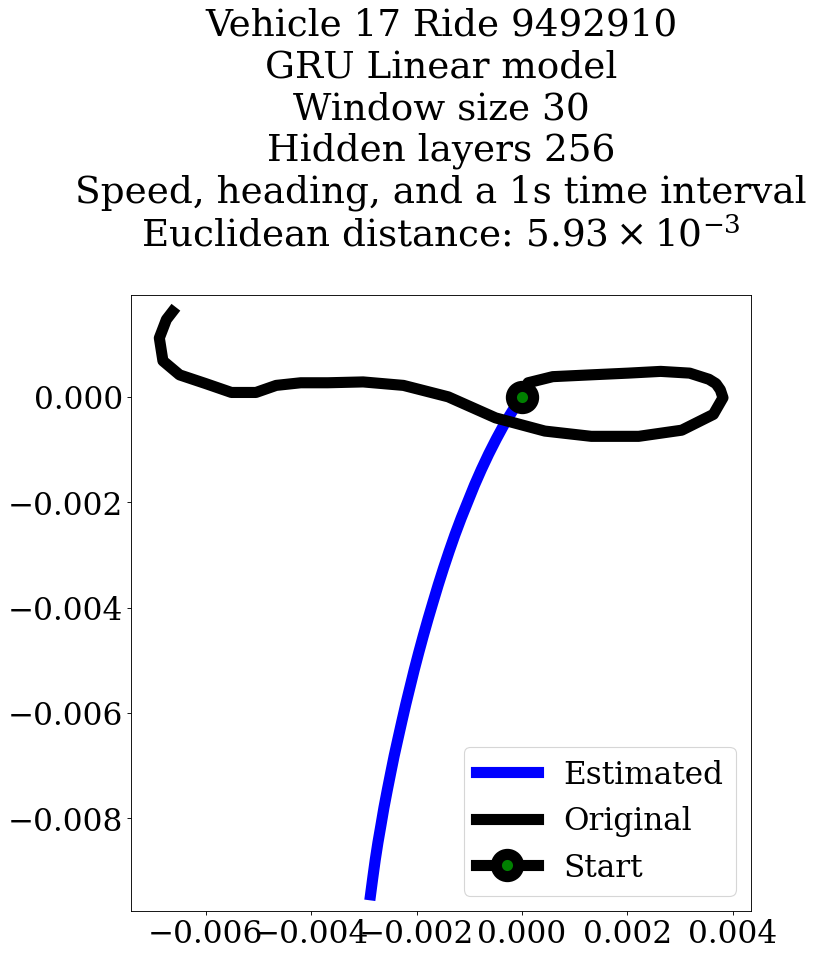 Vehicle 17 Ride 9492910
GRU Linear model
Window size 30
Hidden layers 256
Speed, heading, and a 1s time interval
Euclidean distance: 5.93 × 10⁻³
0.000
−0.002
−0.004
−0.006
−0.008
Estimated
Original
Start
−0.006 −0.004 −0.002 0.000 0.002 0.004